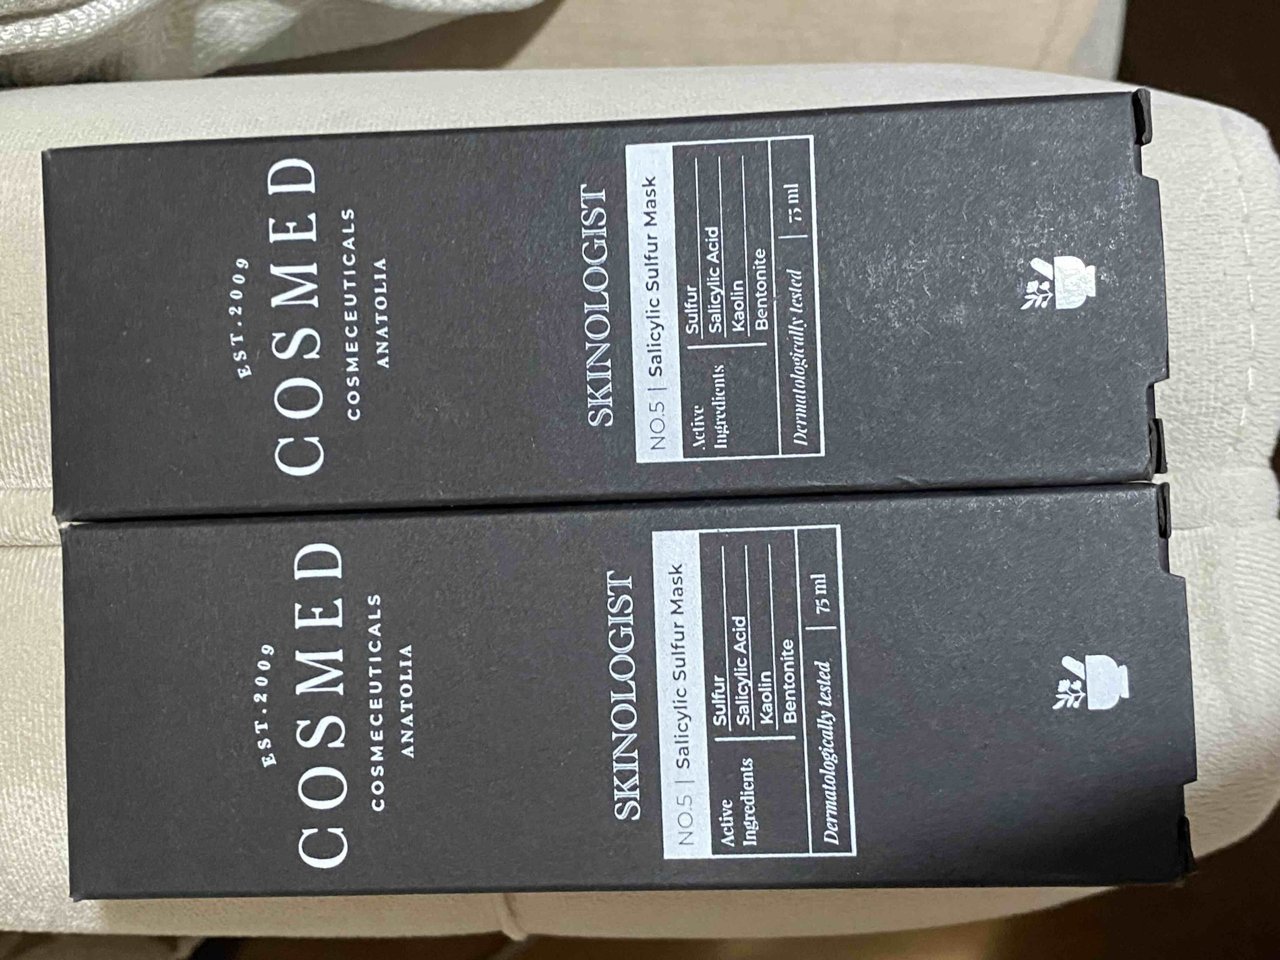 EST.2009
COSMED
COSMECEUTICALS
ANATOLIA
SKINOLOGIST
NO.5 | Salicylic Sulfur Mask
Active
Ingredients
Sulfur
Salicylic Acid
Kaolin
Bentonite
Dermatologically tested | 75 ml
EST.2009
COSMED
COSMECEUTICALS
ANATOLIA
SKINOLOGIST
NO.5 | Salicylic Sulfur Mask
Active
Ingredients
Sulfur
Salicylic Acid
Kaolin
Bentonite
Dermatologically tested | 75 ml